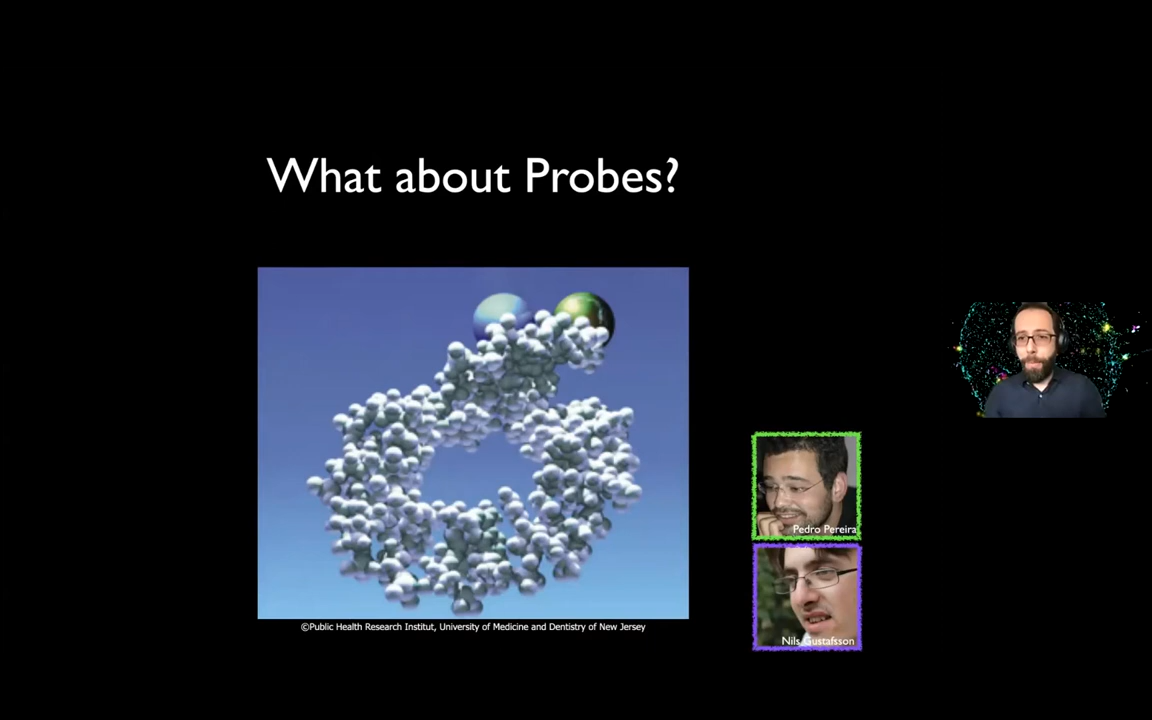 What about Probes?
©Public Health Research Institut, University of Medicine and Dentistry of New Jersey
Pedro Pereira
Nils Gustafsson